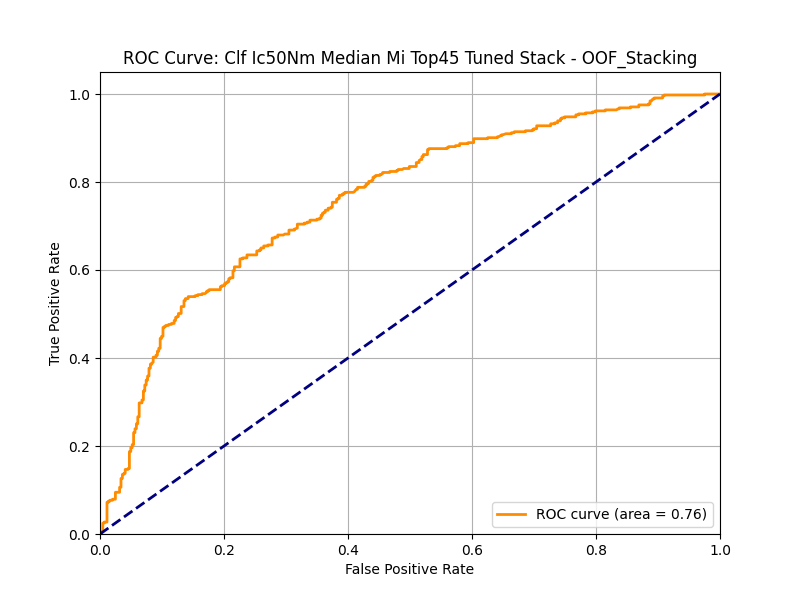 ROC Curve: Clf Ic50Nm Median Mi Top45 Tuned Stack - OOF_Stacking
True Positive Rate
1.0
0.8
0.6
0.4
0.2
0.0
ROC curve (area = 0.76)
0.0 0.2 0.4 0.6 0.8 1.0
False Positive Rate